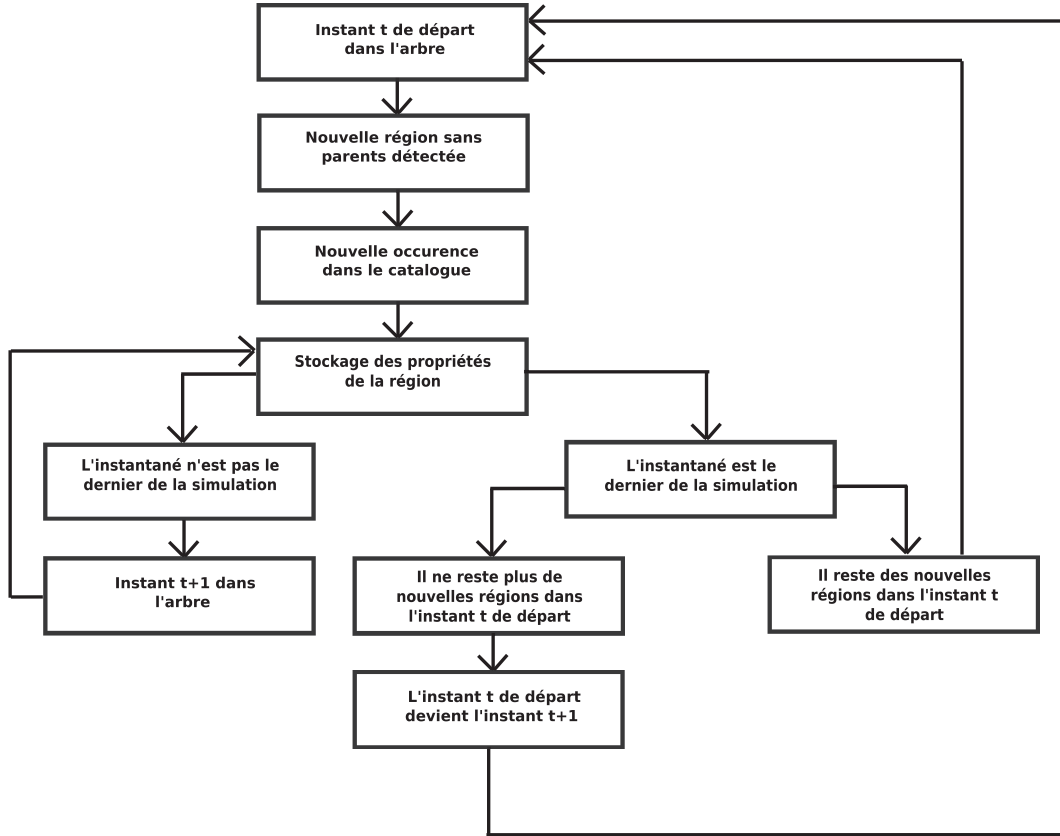 Instant t de départ
dans l'arbre
Nouvelle région sans
parents détectée
Nouvelle occurence
dans le catalogue
Stockage des propriétés
de la région
L'instantané n'est pas le
dernier de la simulation
L'instantané est le
dernier de la simulation
Instant t+1 dans
l'arbre
Il ne reste plus de
nouvelles régions dans
l'instant t de départ
Il reste des nouvelles
régions dans l'instant t
de départ
L'instant t de départ
devient l'instant t+1